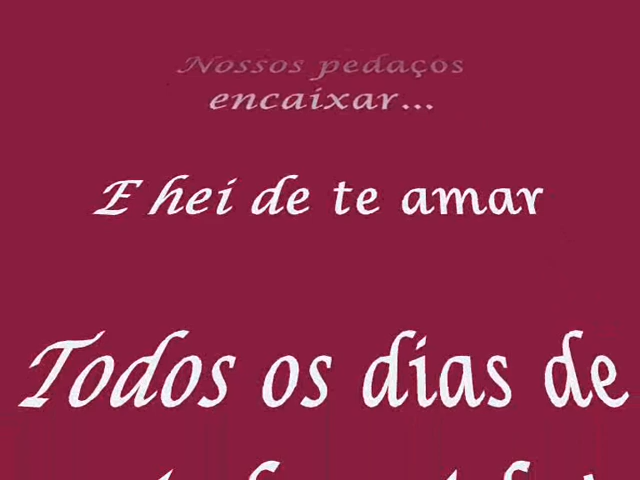 Nossos pedaços
encaixar...
E hei de te amar
Todos os dias de